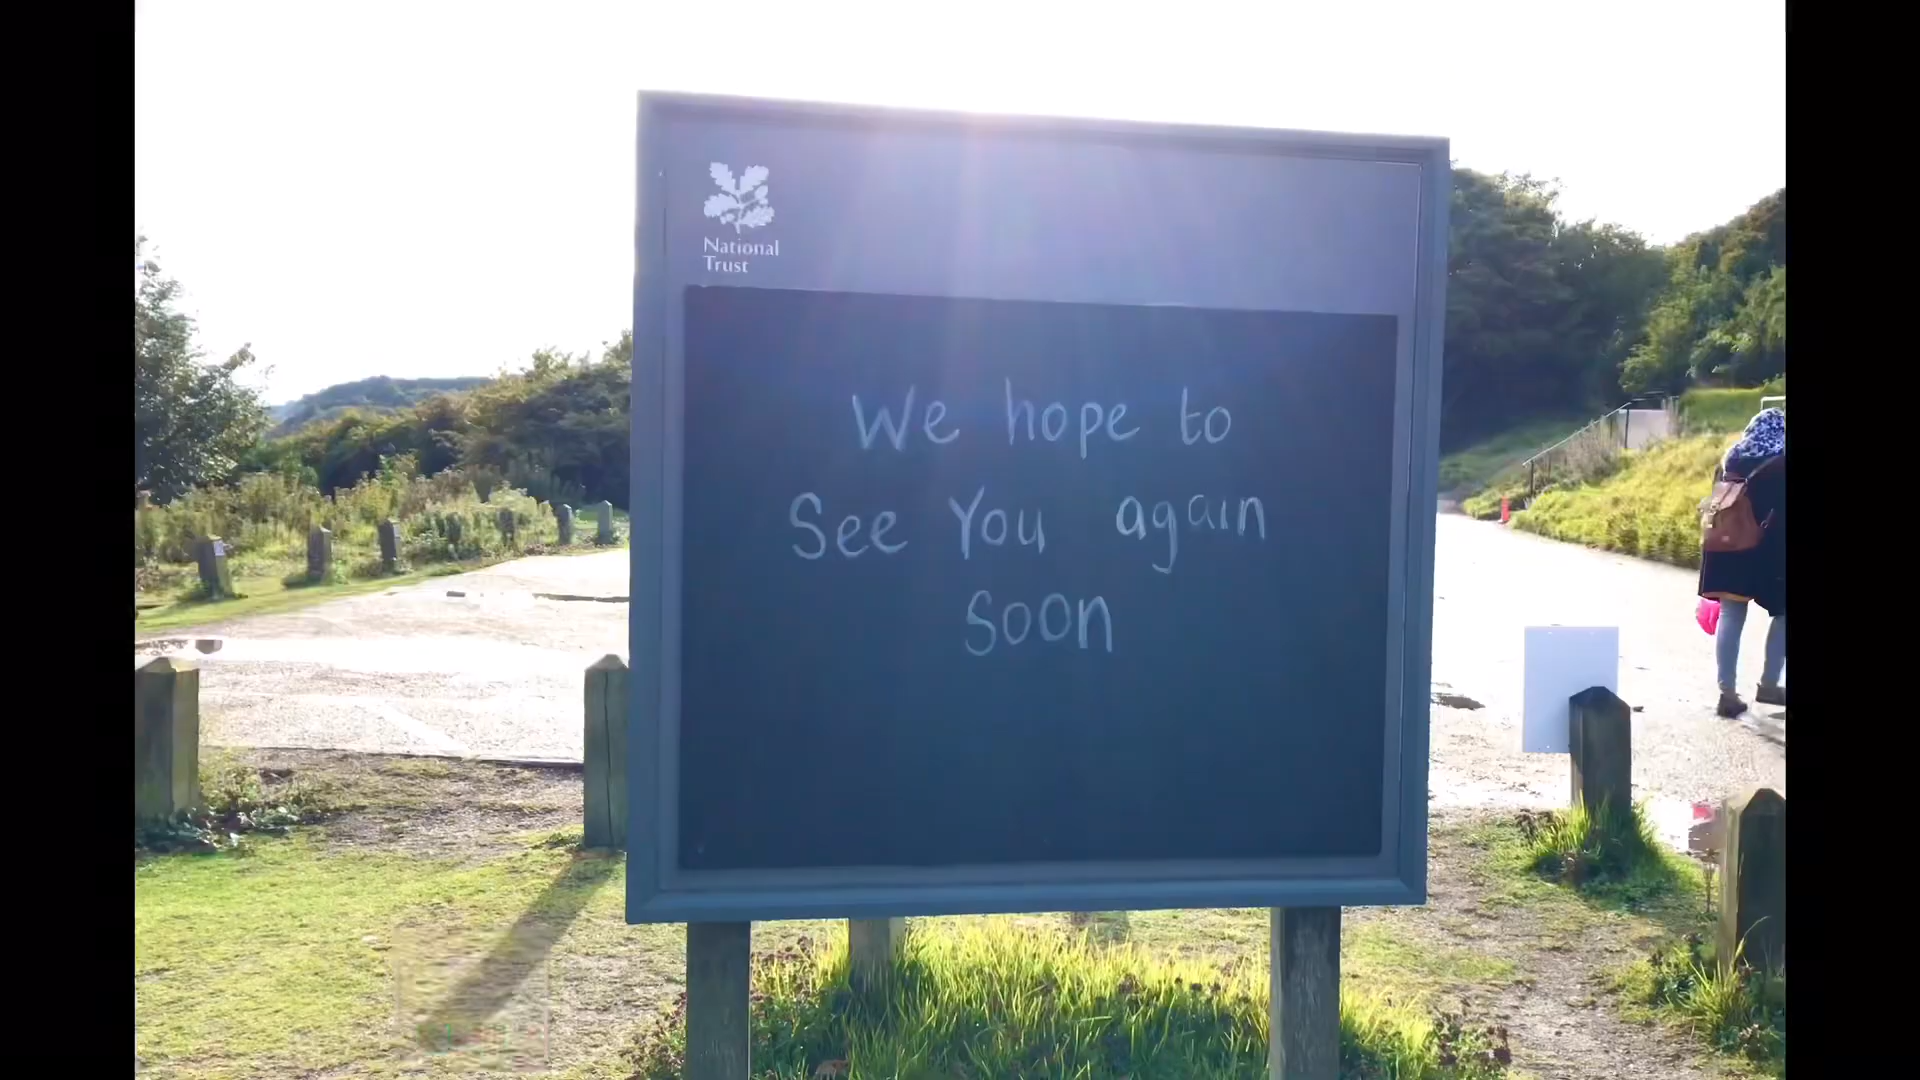 National
Trust
We hope to
See You again
soon